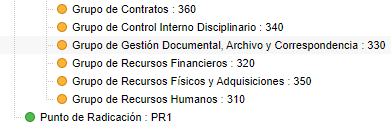 Grupo de Contratos : 360
Grupo de Control Interno Disciplinario : 340
Grupo de Gestión Documental, Archivo y Correspondencia : 330
Grupo de Recursos Financieros : 320
Grupo de Recursos Físicos y Adquisiciones : 350
Grupo de Recursos Humanos : 310
Punto de Radicación : PR1